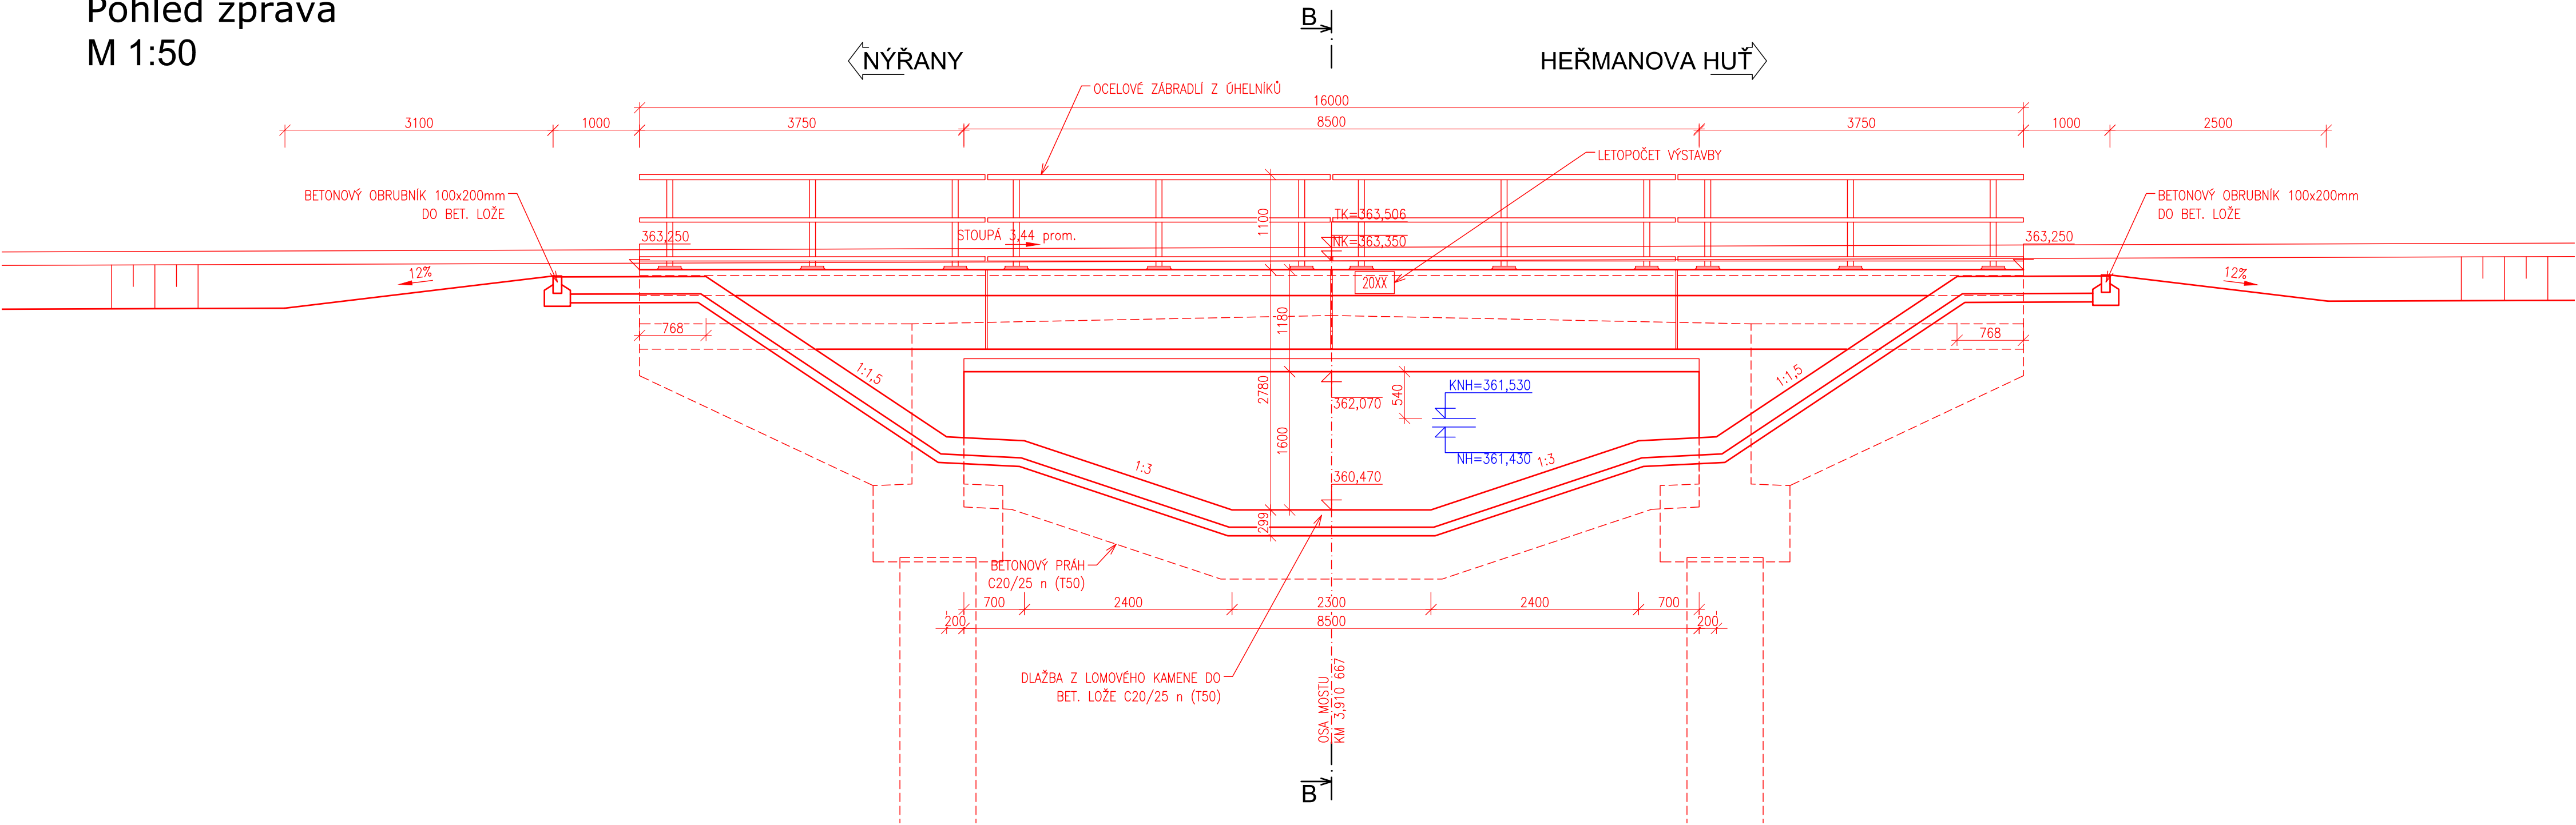 Pohled zprava
M 1:50
B
NÝŘANY
HEŘMANOVA HUŤ
OCELOVÉ ZÁBRADLÍ Z ÚHELNÍKŮ
16000
3100
1000
3750
8500
3750
1000
2500
LETOPOČET VÝSTAVBY
BETONOVÝ OBRUBNÍK 100x200mm
DO BET. LOŽE
BETONOVÝ OBRUBNÍK 100x200mm
DO BET. LOŽE
1100
TK=363,506
363,250
STOUPÁ 3,44 prom.
NK=363,350
363,250
12%
12%
20XX
768
1180
768
1:1,5
1:1,5
2780
540
KNH=361,530
362,070
1600
1:3
NH=361,430
1:3
360,470
299
BETONOVÝ PRÁH
C20/25 n (T50)
700
2400
2300
2400
700
200
8500
200
DLAŽBA Z LOMOVÉHO KAMENE DO
BET. LOŽE C20/25 n (T50)
OSA MOSTU
KM 3,910 667
B